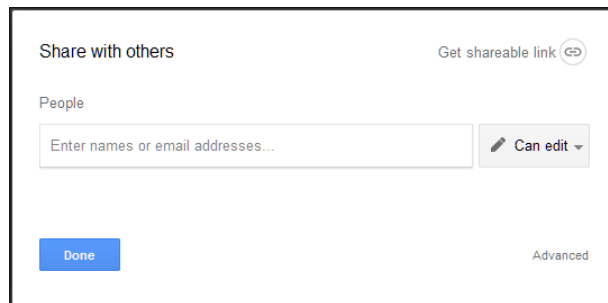 Share with others
Get shareable link
People
Enter names or email addresses...
Can edit
Done
Advanced